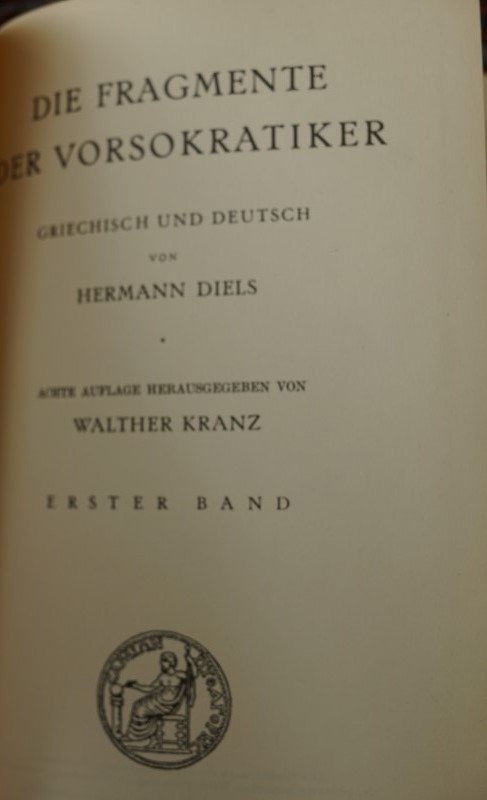 DIE FRAGMENTE
DER VORSOKRATIKER
GRIECHISCH UND DEUTSCH
VON
HERMANN DIELS
ACHTE AUFLAGE HERAUSGEGEBEN VON
WALTHER KRANZ
ERSTER BAND